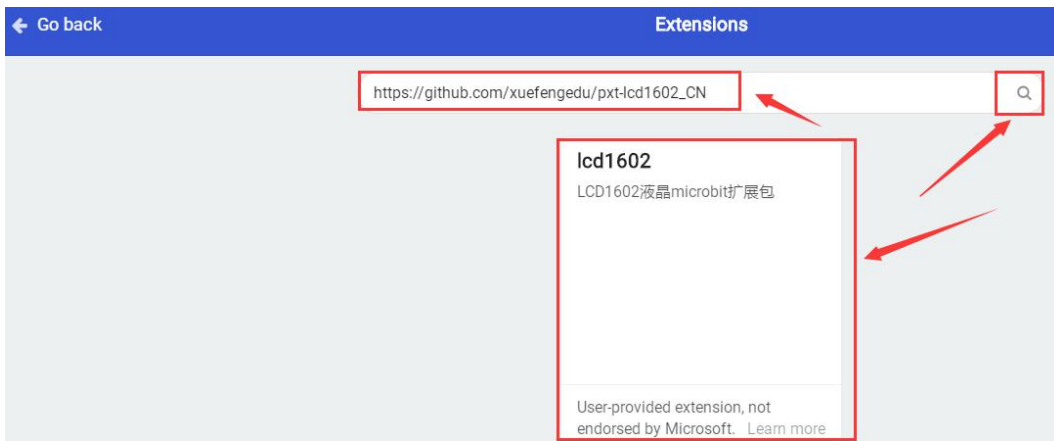 Go back
Extensions
https://github.com/xuefengedu/pxt-lcd1602_CN
lcd1602
LCD1602液晶microbit扩展包
User-provided extension, not
endorsed by Microsoft. Learn more